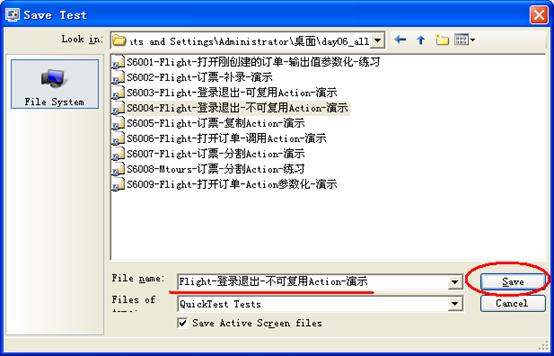 Save Test
Look in:
ts and Settings\Administrator\桌面\day06_all
File System
S6001-Flight-打开刚创建的订单-输出值参数化-练习
S6002-Flight-订票-补录-演示
S6003-Flight-登录退出-可复用Action-演示
S6004-Flight-登录退出-不可复用Action-演示
S6005-Flight-订票-复制Action-演示
S6006-Flight-打开订单-调用Action-演示
S6007-Flight-订票-分割Action-演示
S6008-Mtours-订票-分割Action-练习
S6009-Flight-打开订单-Action参数化-演示
File name:
Flight-登录退出-不可复用Action-演示
Save
Files of
QuickTest Tests
Cancel
Save Active Screen files